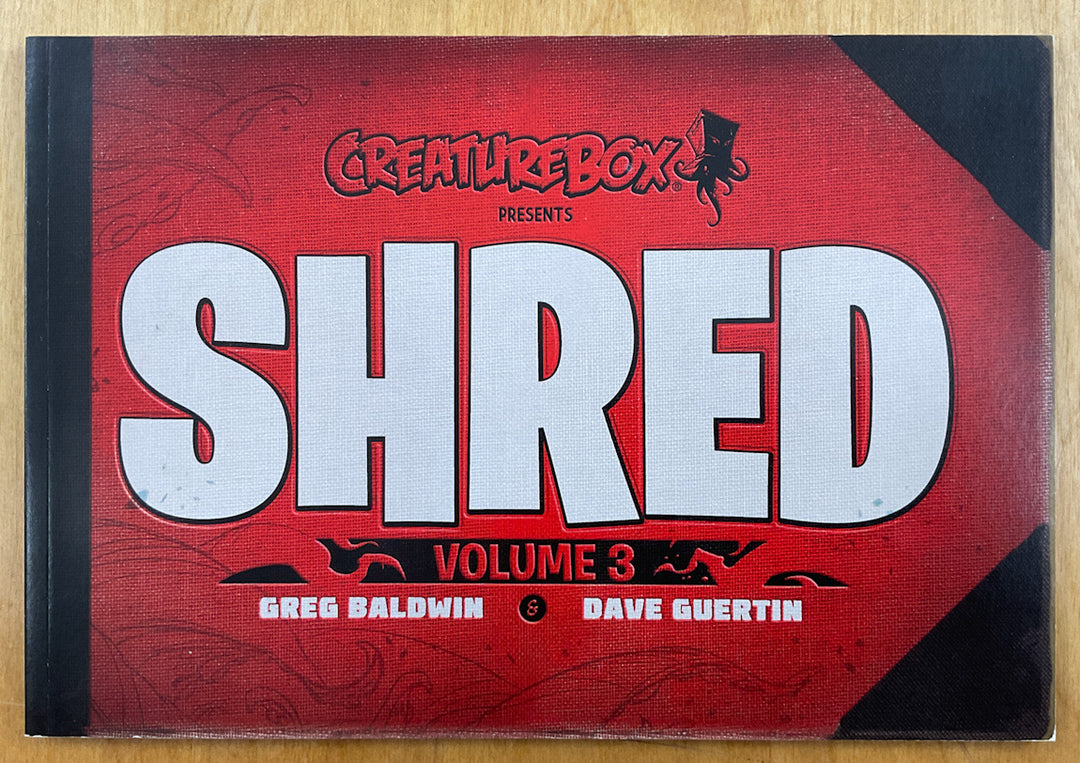 CREATUREBOX®
PRESENTS
SHRED
VOLUME 3
GREG BALDWIN & DAVE GUERTIN